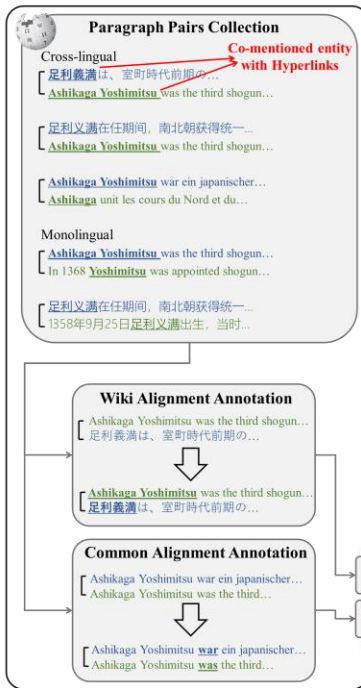 Paragraph Pairs Collection
Cross-lingual
Co-mentioned entity
with Hyperlinks
足利義満は、室町時代前期の…
Ashikaga Yoshimitsu was the third shogun…
足利义满在任期间，南北朝获得统一…
Ashikaga Yoshimitsu was the third shogun…
Ashikaga Yoshimitsu war ein japanischer…
Ashikaga unit les cours du Nord et du…
Monolingual
Ashikaga Yoshimitsu was the third shogun…
In 1368 Yoshimitsu was appointed shogun…
足利义满在任期间，南北朝获得统一…
1358年9月25日足利义满出生，当时…
Wiki Alignment Annotation
Ashikaga Yoshimitsu was the third shogun…
足利義満は、室町時代前期の…
Ashikaga Yoshimitsu was the third shogun…
足利義満は、室町時代前期の…
Common Alignment Annotation
Ashikaga Yoshimitsu war ein japanischer…
Ashikaga Yoshimitsu was the third…
Ashikaga Yoshimitsu war ein japanischer…
Ashikaga Yoshimitsu was the third…